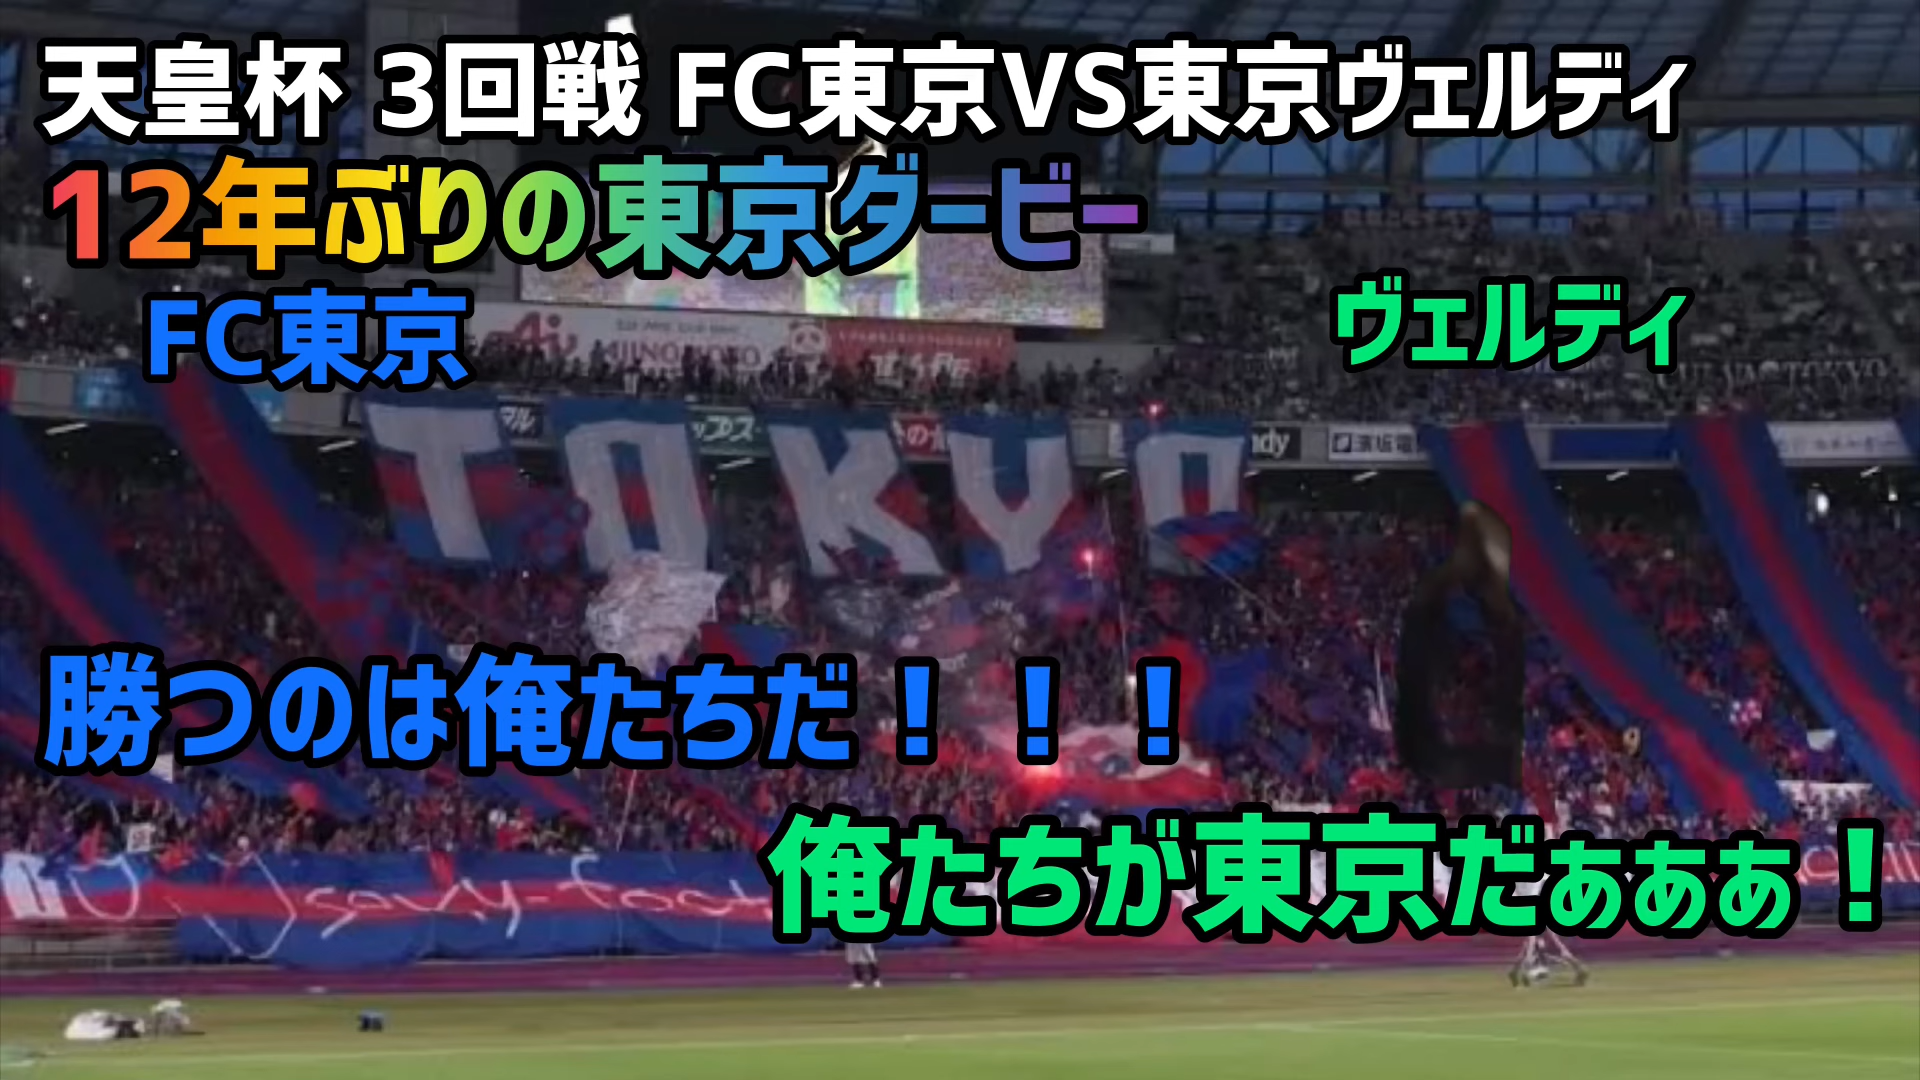 天皇杯 3回戦 FC東京VS東京ヴェルディ
12年ぶりの東京ダービー
FC東京
ヴェルディ
AJINOMOTO
TOKYO
勝つのは俺たちだ！！！
俺たちが東京だぁぁぁ！